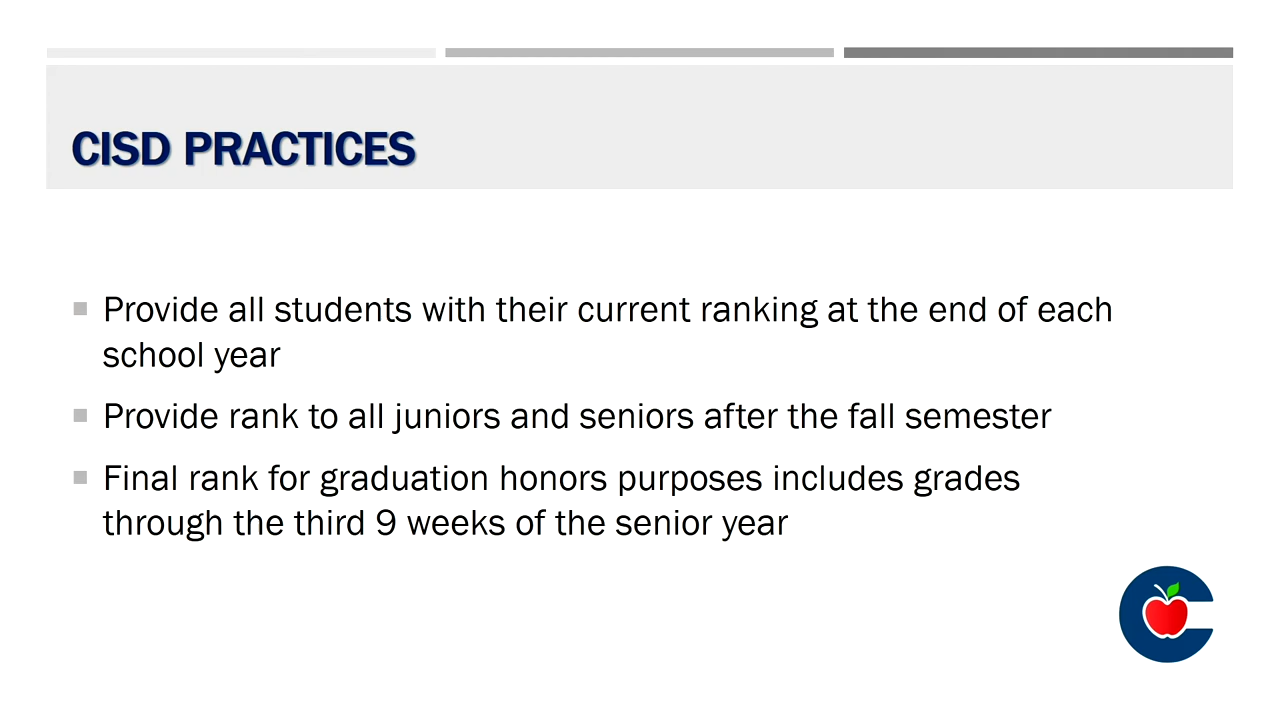 CISD PRACTICES
Provide all students with their current ranking at the end of each
school year
Provide rank to all juniors and seniors after the fall semester
Final rank for graduation honors purposes includes grades
through the third 9 weeks of the senior year